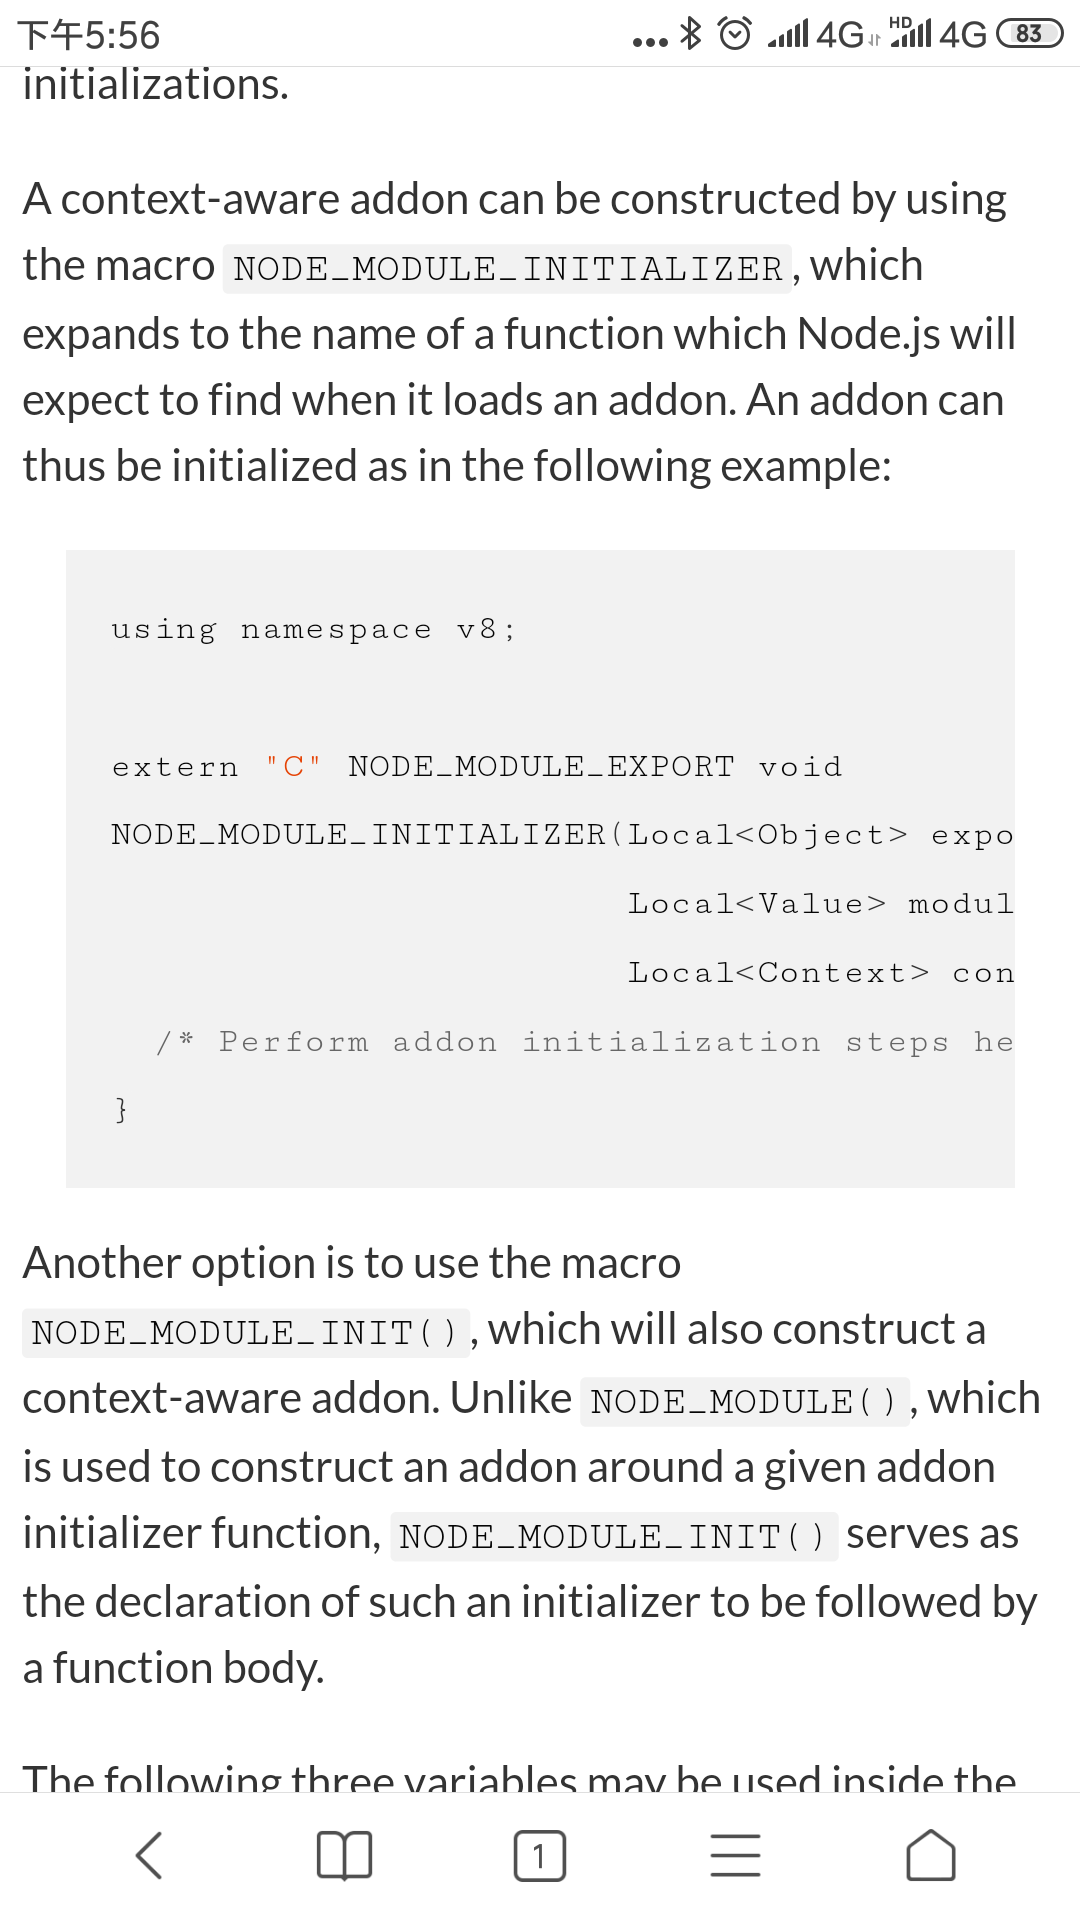 下午5:56
... 4G HD 4G 83
initializations.
A context-aware addon can be constructed by using
the macro NODE_MODULE_INITIALIZER, which
expands to the name of a function which Node.js will
expect to find when it loads an addon. An addon can
thus be initialized as in the following example:
using namespace v8;
extern "C" NODE_MODULE_EXPORT void
NODE_MODULE_INITIALIZER(Local<Object> expo
Local<Value> modul
Local<Context> con
/* Perform addon initialization steps he
}
Another option is to use the macro
NODE_MODULE_INIT(), which will also construct a
context-aware addon. Unlike NODE_MODULE(), which
is used to construct an addon around a given addon
initializer function, NODE_MODULE_INIT() serves as
the declaration of such an initializer to be followed by
a function body.
The following three variables may be used inside the
1